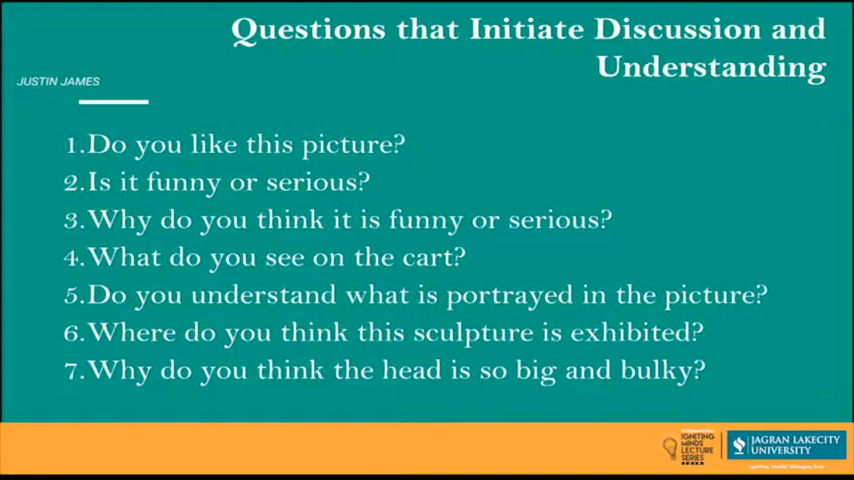 Questions that Initiate Discussion and
Understanding
JUSTIN JAMES
1.Do you like this picture?
2.Is it funny or serious?
3.Why do you think it is funny or serious?
4.What do you see on the cart?
5.Do you understand what is portrayed in the picture?
6.Where do you think this sculpture is exhibited?
7.Why do you think the head is so big and bulky?
IGNITING
MINDS
LECTURE
SERIES
JAGRAN LAKECITY
UNIVERSITY